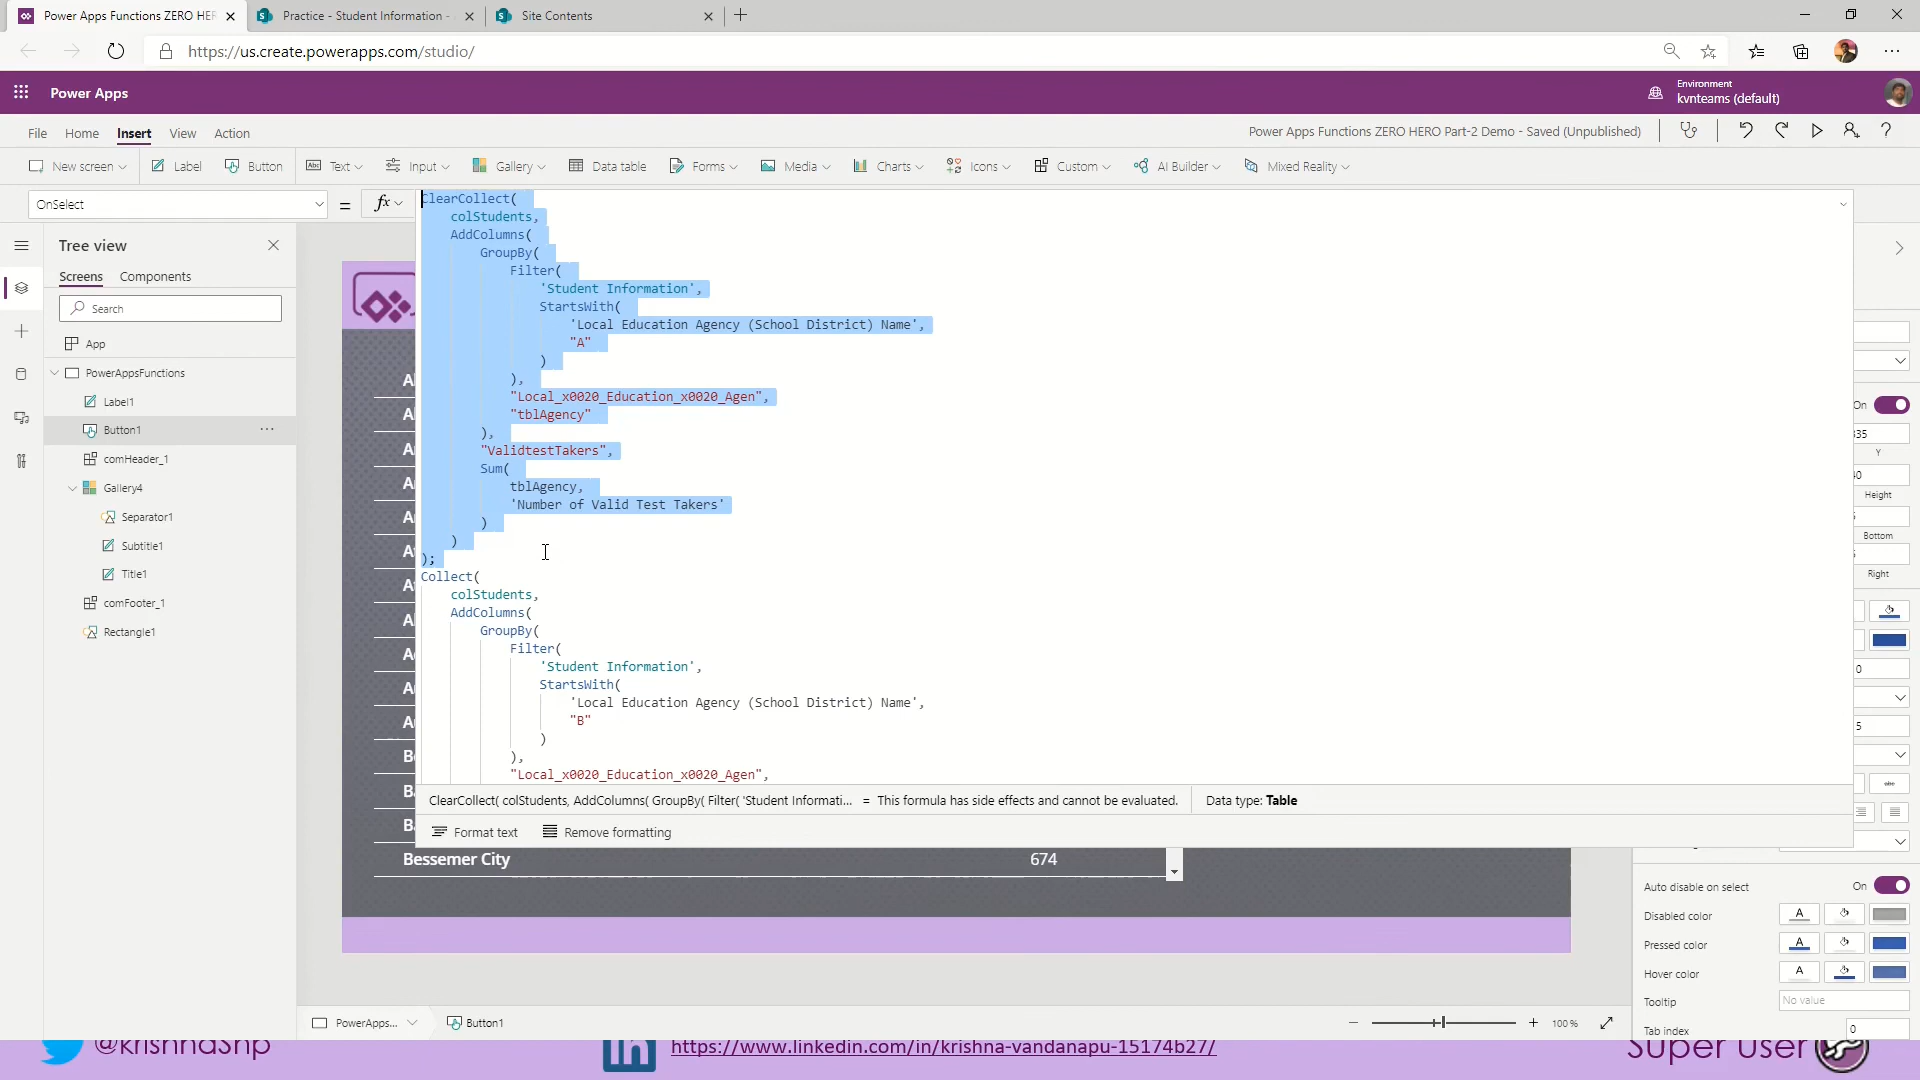 Power Apps Functions ZERO HER
Practice - Student Information -
Site Contents
https://us.create.powerapps.com/studio/
Power Apps
Environment
kvnteams (default)
File Home Insert View Action
Power Apps Functions ZERO HERO Part-2 Demo - Saved (Unpublished)
New screen Label Button Text Input Gallery Data table Forms Media Charts Icons Custom AI Builder Mixed Reality
OnSelect = fx
Tree view
Screens Components
Search
App
PowerAppsFunctions
Label1
Button1 ...
comHeader_1
Gallery4
Separator1
Subtitle1
Title1
comFooter_1
Rectangle1
ClearCollect(
colStudents,
AddColumns(
GroupBy(
Filter(
'Student Information',
StartsWith(
'Local Education Agency (School District) Name',
"A"
)
),
"Local_x0020_Education_x0020_Agen",
"tblAgency"
),
"ValidtestTakers",
Sum(
tblAgency,
'Number of Valid Test Takers'
)
)
);
Collect(
colStudents,
AddColumns(
GroupBy(
Filter(
'Student Information',
StartsWith(
'Local Education Agency (School District) Name',
"B"
)
),
"Local_x0020_Education_x0020_Agen",
ClearCollect( colStudents, AddColumns( GroupBy( Filter( 'Student Informati... = This formula has side effects and cannot be evaluated.
Data type: Table
Format text Remove formatting
Bessemer City 674
On
Y
Height
Bottom
Right
Auto disable on select On
Disabled color
Pressed color
Hover color
Tooltip No value
Tab index 0
PowerApps... Button1
100 %
@krishnaShp
https://www.linkedin.com/in/krishna-vandanapu-15174b27/
Super User